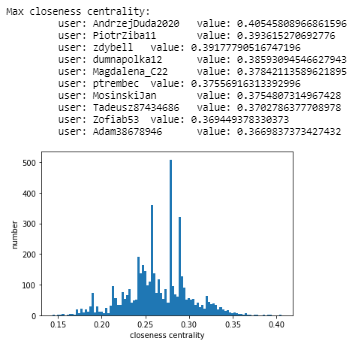 Max closeness centrality:
user: AndrzejDuda2020 value: 0.40545808966861596
user: PiotrZiba11 value: 0.393615270692776
user: zdybell value: 0.39177790516747196
user: dumnapolka12 value: 0.38593094546627943
user: Magdalena_C22 value: 0.37842113589621895
user: ptrembec value: 0.37556916313392996
user: MosinskiJan value: 0.3754807314967428
user: Tadeusz87434686 value: 0.3702786377708978
user: Zofiab53 value: 0.369449378330373
user: Adam38678946 value: 0.3669837373427432
500
400
300
200
100
0
number
0.15 0.20 0.25 0.30 0.35 0.40
closeness centrality